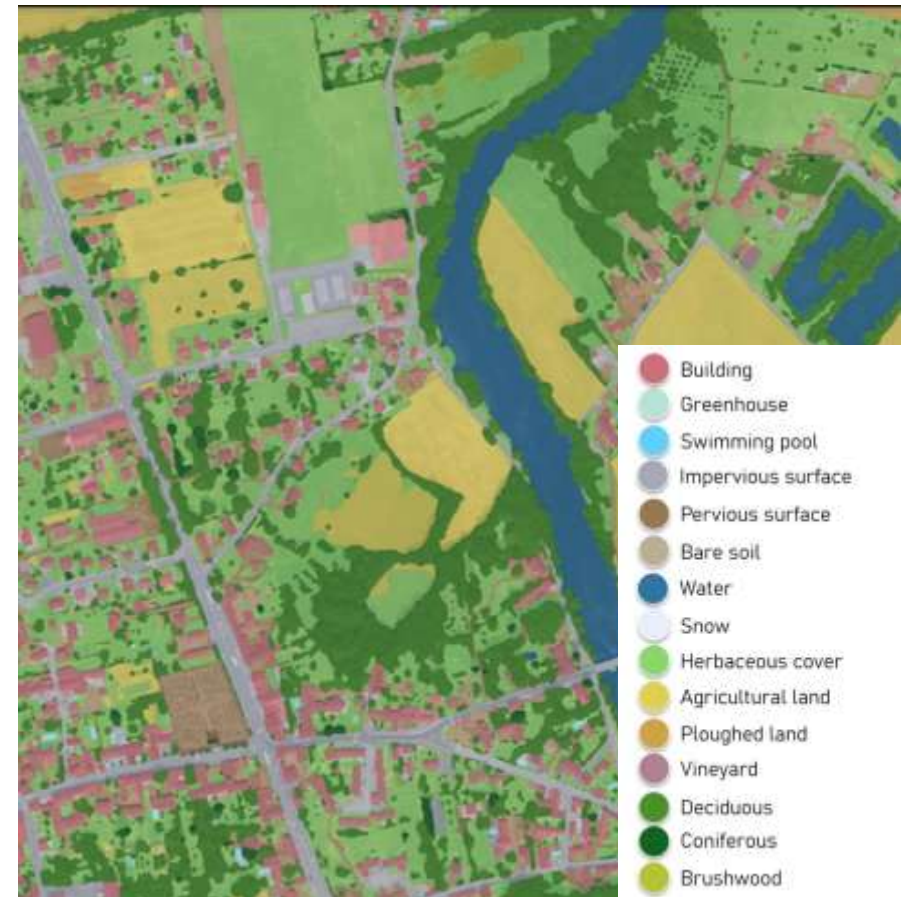 Building
Greenhouse
Swimming pool
Impervious surface
Pervious surface
Bare soil
Water
Snow
Herbaceous cover
Agricultural land
Ploughed land
Vineyard
Deciduous
Coniferous
Brushwood